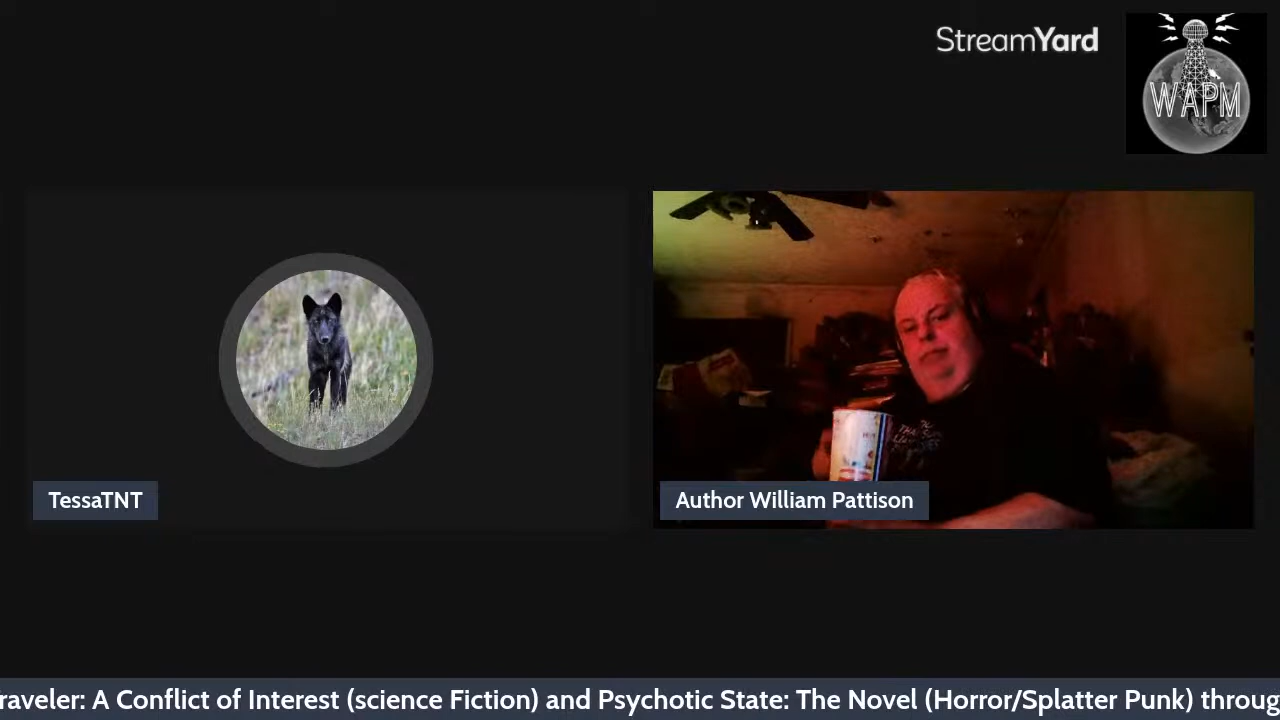 StreamYard
WAPM
TessaTNT
Author William Pattison
raveler: A Conflict of Interest (science Fiction) and Psychotic State: The Novel (Horror/Splatter Punk) throug